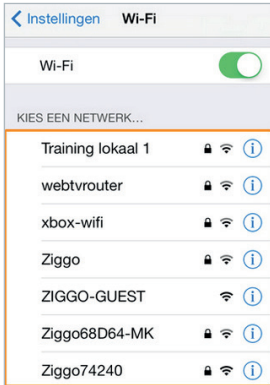 Instellingen Wi-Fi
Wi-Fi
KIES EEN NETWERK...
Training lokaal 1
webtvrouter
xbox-wifi
Ziggo
ZIGGO-GUEST
Ziggo68D64-MK
Ziggo74240